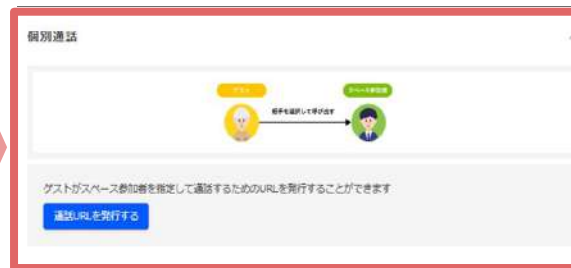 個別通話
ゲスト
スペース参加者
相手を選択して呼び出す
ゲストがスペース参加者を指定して通話するためのURLを発行することができます
通話URLを発行する